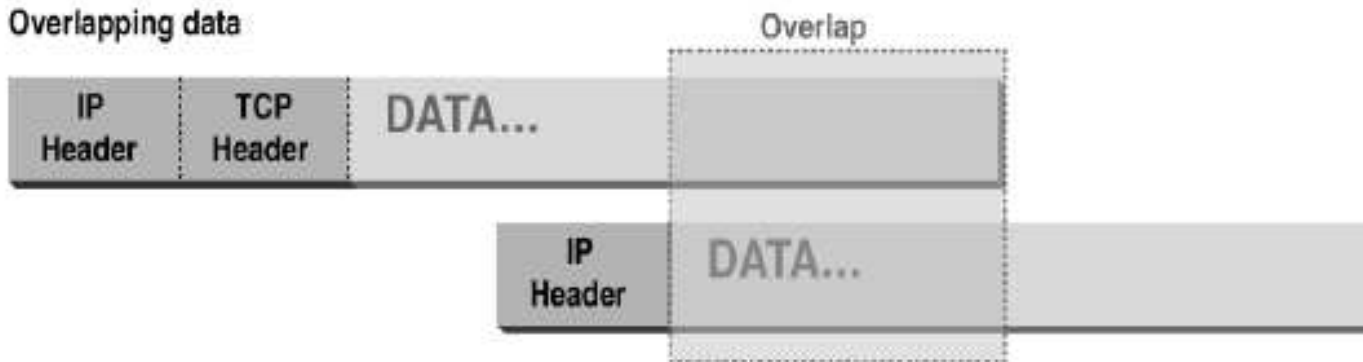 Overlapping data
Overlap
IP
Header
TCP
Header
DATA...
IP
Header
DATA...